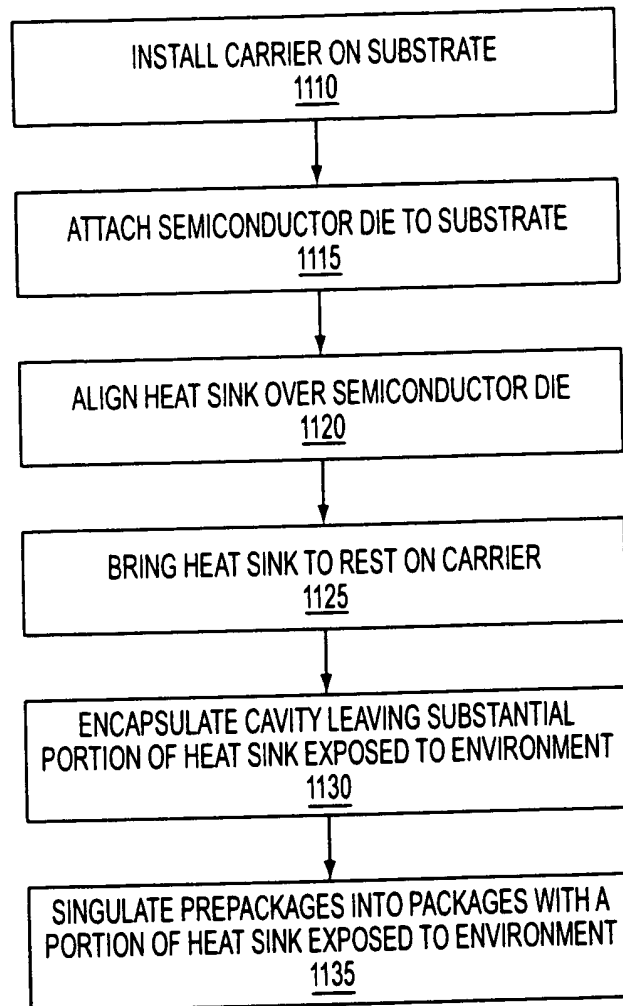 INSTALL CARRIER ON SUBSTRATE
1110
ATTACH SEMICONDUCTOR DIE TO SUBSTRATE
1115
ALIGN HEAT SINK OVER SEMICONDUCTOR DIE
1120
BRING HEAT SINK TO REST ON CARRIER
1125
ENCAPSULATE CAVITY LEAVING SUBSTANTIAL
PORTION OF HEAT SINK EXPOSED TO ENVIRONMENT
1130
SINGULATE PREPACKAGES INTO PACKAGES WITH A
PORTION OF HEAT SINK EXPOSED TO ENVIRONMENT
1135